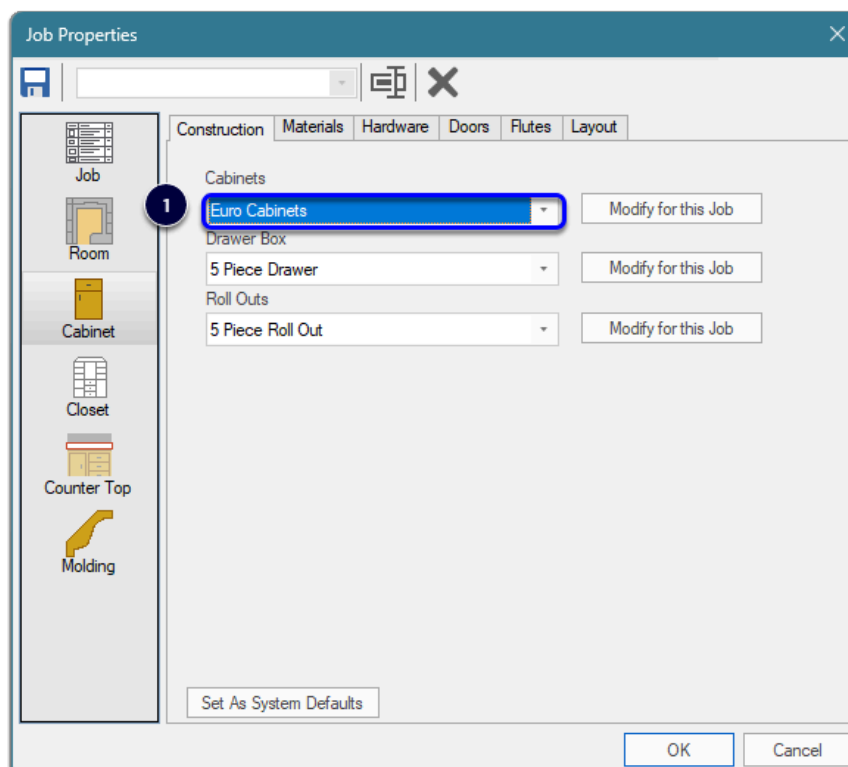 Job Properties
Job
Room
Cabinet
Closet
Counter Top
Molding
Construction Materials Hardware Doors Flutes Layout
Cabinets
1
Euro Cabinets Modify for this Job
Drawer Box
5 Piece Drawer Modify for this Job
Roll Outs
5 Piece Roll Out Modify for this Job
Set As System Defaults
OK Cancel